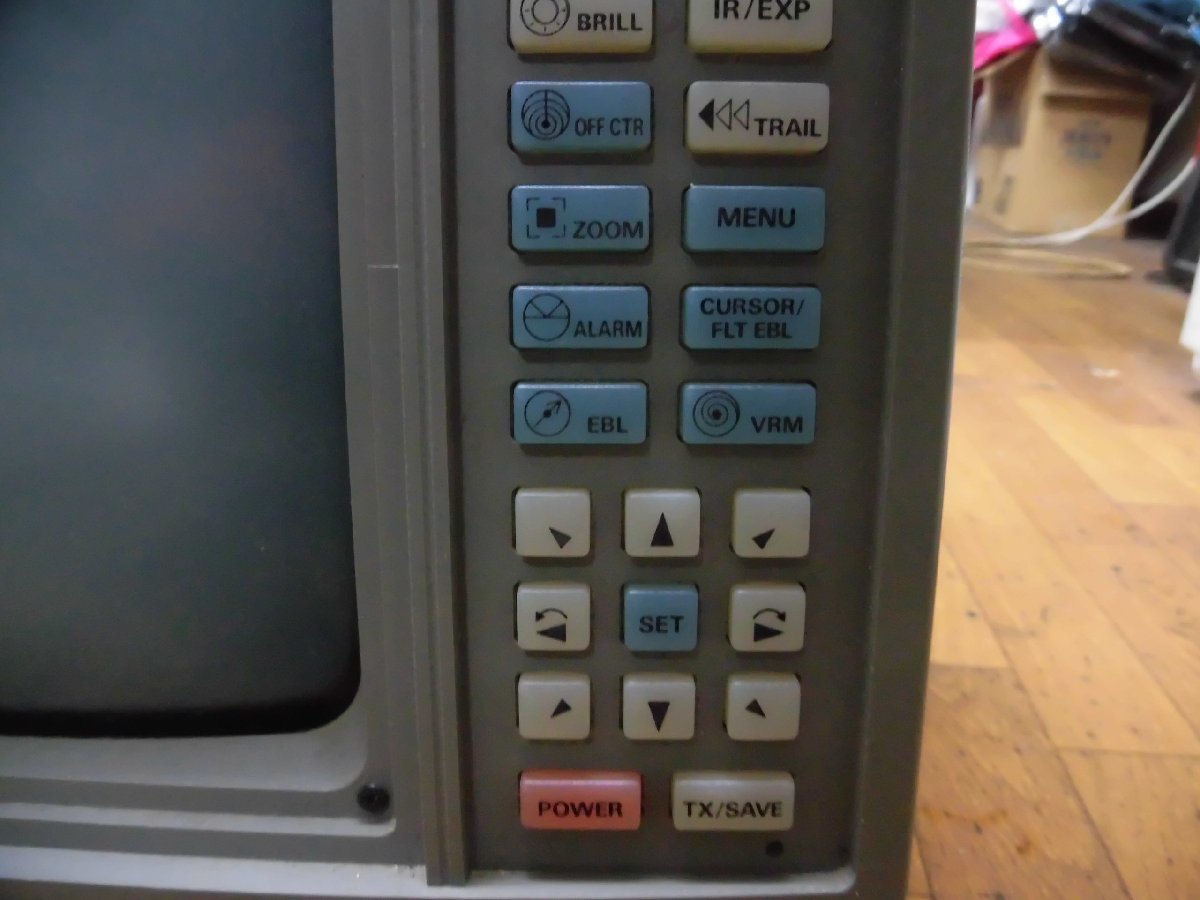 BRILL
IR/EXP
OFF CTR
TRAIL
ZOOM
MENU
ALARM
CURSOR/
FLT EBL
EBL
VRM
SET
POWER
TX/SAVE